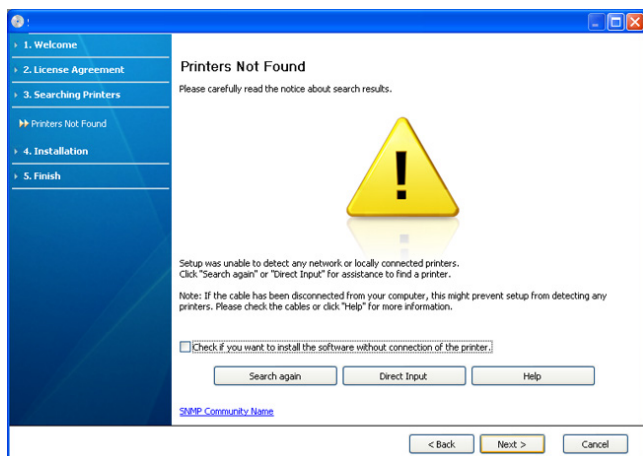 1. Welcome
2. License Agreement
3. Searching Printers
Printers Not Found
4. Installation
5. Finish
Printers Not Found
Please carefully read the notice about search results.
Setup was unable to detect any network or locally connected printers.
Click "Search again" or "Direct Input" for assistance to find a printer.
Note: If the cable has been disconnected from your computer, this might prevent setup from detecting any
printers. Please check the cables or click "Help" for more information.
Check if you want to install the software without connection of the printer.
Search again
Direct Input
Help
SNMP Community Name
< Back
Next >
Cancel